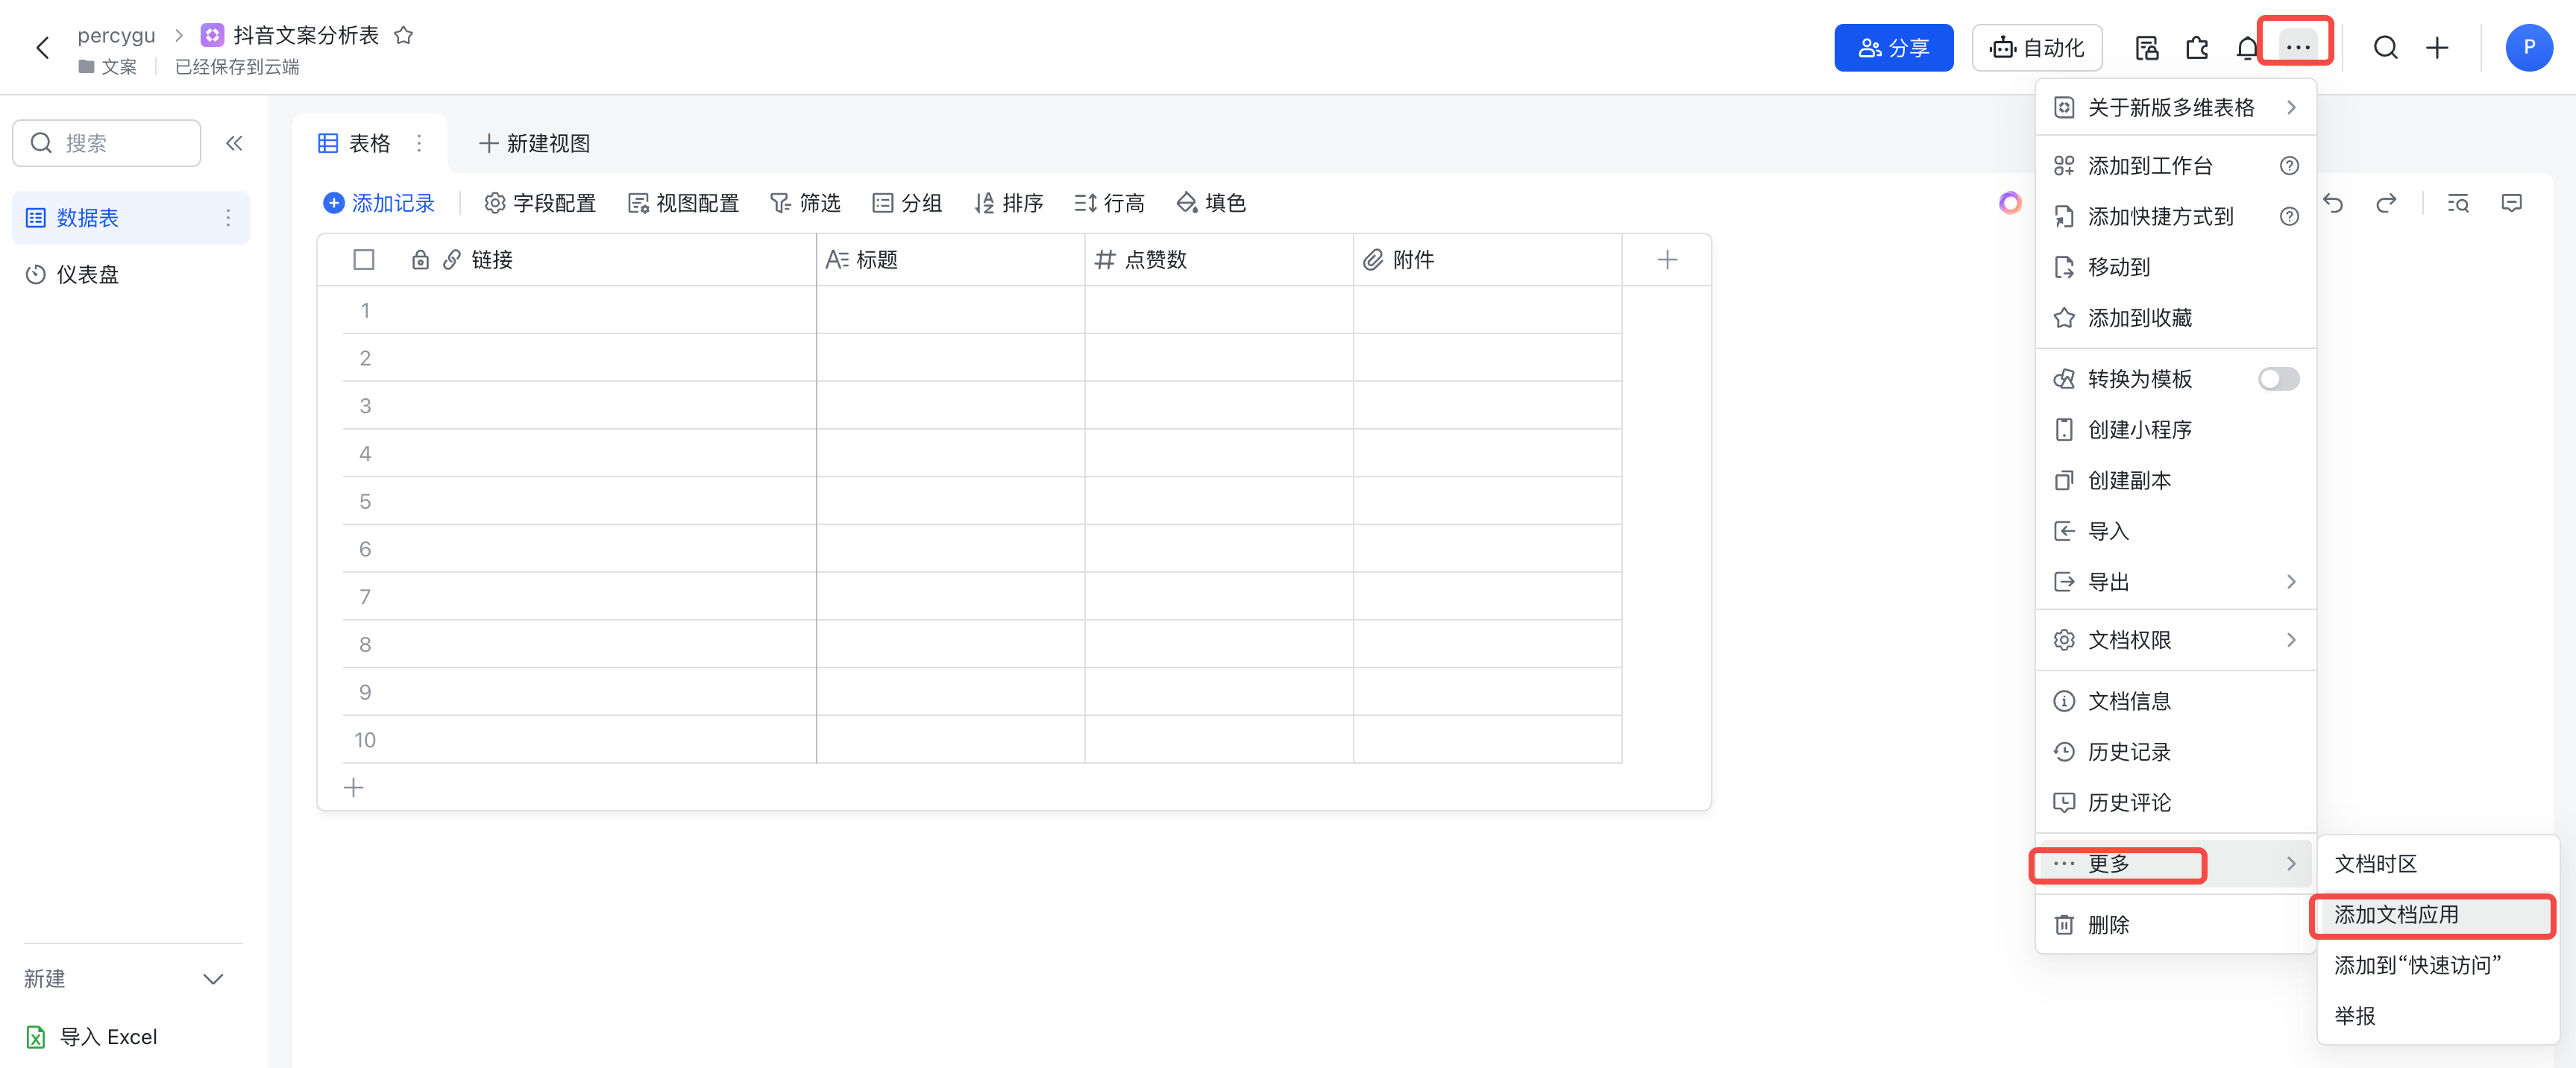 percygu > 抖音文案分析表
文案 | 已经保存到云端
分享
自动化
P
搜索
数据表
仪表盘
新建
导入 Excel
表格
新建视图
添加记录 字段配置 视图配置 筛选 分组 排序 行高 填色
链接 标题 点赞数 附件
1
2
3
4
5
6
7
8
9
10
关于新版多维表格
添加到工作台
添加快捷方式到
移动到
添加到收藏
转换为模板
创建小程序
创建副本
导入
导出
文档权限
文档信息
历史记录
历史评论
更多
删除
文档时区
添加文档应用
添加到“快速访问”
举报